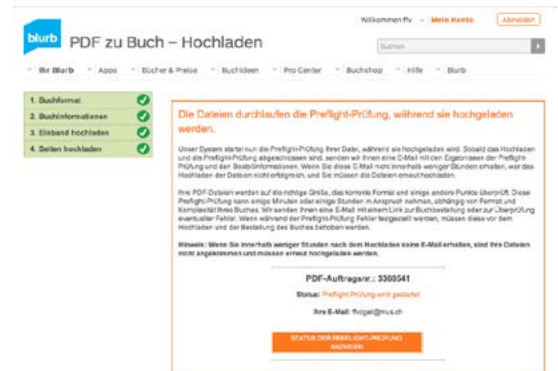 Willkommen ffv Mein Konto Abmelden
blurb PDF zu Buch – Hochladen
Suchen
Ihr Blurb Apps Bücher & Preise Buchideen Pro Center Buchshop Hilfe Blurb
1. Buchformat
2. Buchinformationen
3. Einband hochladen
4. Seiten hochladen
Die Dateien durchlaufen die Preflight-Prüfung, während sie hochgeladen
werden.
Unser System startet nun die Preflight-Prüfung Ihrer Datei, während sie hochgeladen wird. Sobald das Hochladen
und die Preflight-Prüfung abgeschlossen sind, senden wir Ihnen eine E-Mail mit den Ergebnissen der Preflight-
Prüfung und den Bestellinformationen. Wenn Sie diese E-Mail nicht innerhalb weniger Stunden erhalten, war das
Hochladen der Dateien nicht erfolgreich, und Sie müssen die Dateien erneut hochladen.
Ihre PDF-Dateien werden auf die richtige Größe, das korrekte Format und einige andere Punkte überprüft. Diese
Preflight-Prüfung kann einige Minuten oder einige Stunden in Anspruch nehmen, abhängig von Format und
Komplexität Ihres Buches. Wir senden Ihnen eine E-Mail mit einem Link zur Buchbestellung oder zur Überprüfung
eventueller Fehler. Wenn während der Preflight-Prüfung Fehler festgestellt werden, müssen diese vor dem
Hochladen und der Bestellung des Buches behoben werden.
Hinweis: Wenn Sie innerhalb weniger Stunden nach dem Hochladen keine E-Mail erhalten, sind Ihre Dateien
nicht angekommen und müssen erneut hochgeladen werden.
PDF-Auftragsnr.: 3360541
Status: Preflight-Prüfung wird gestartet
Ihre E-Mail: ffvogel@mus.ch
STATUS DER PREFLIGHT-PRÜFUNG
ANZEIGEN